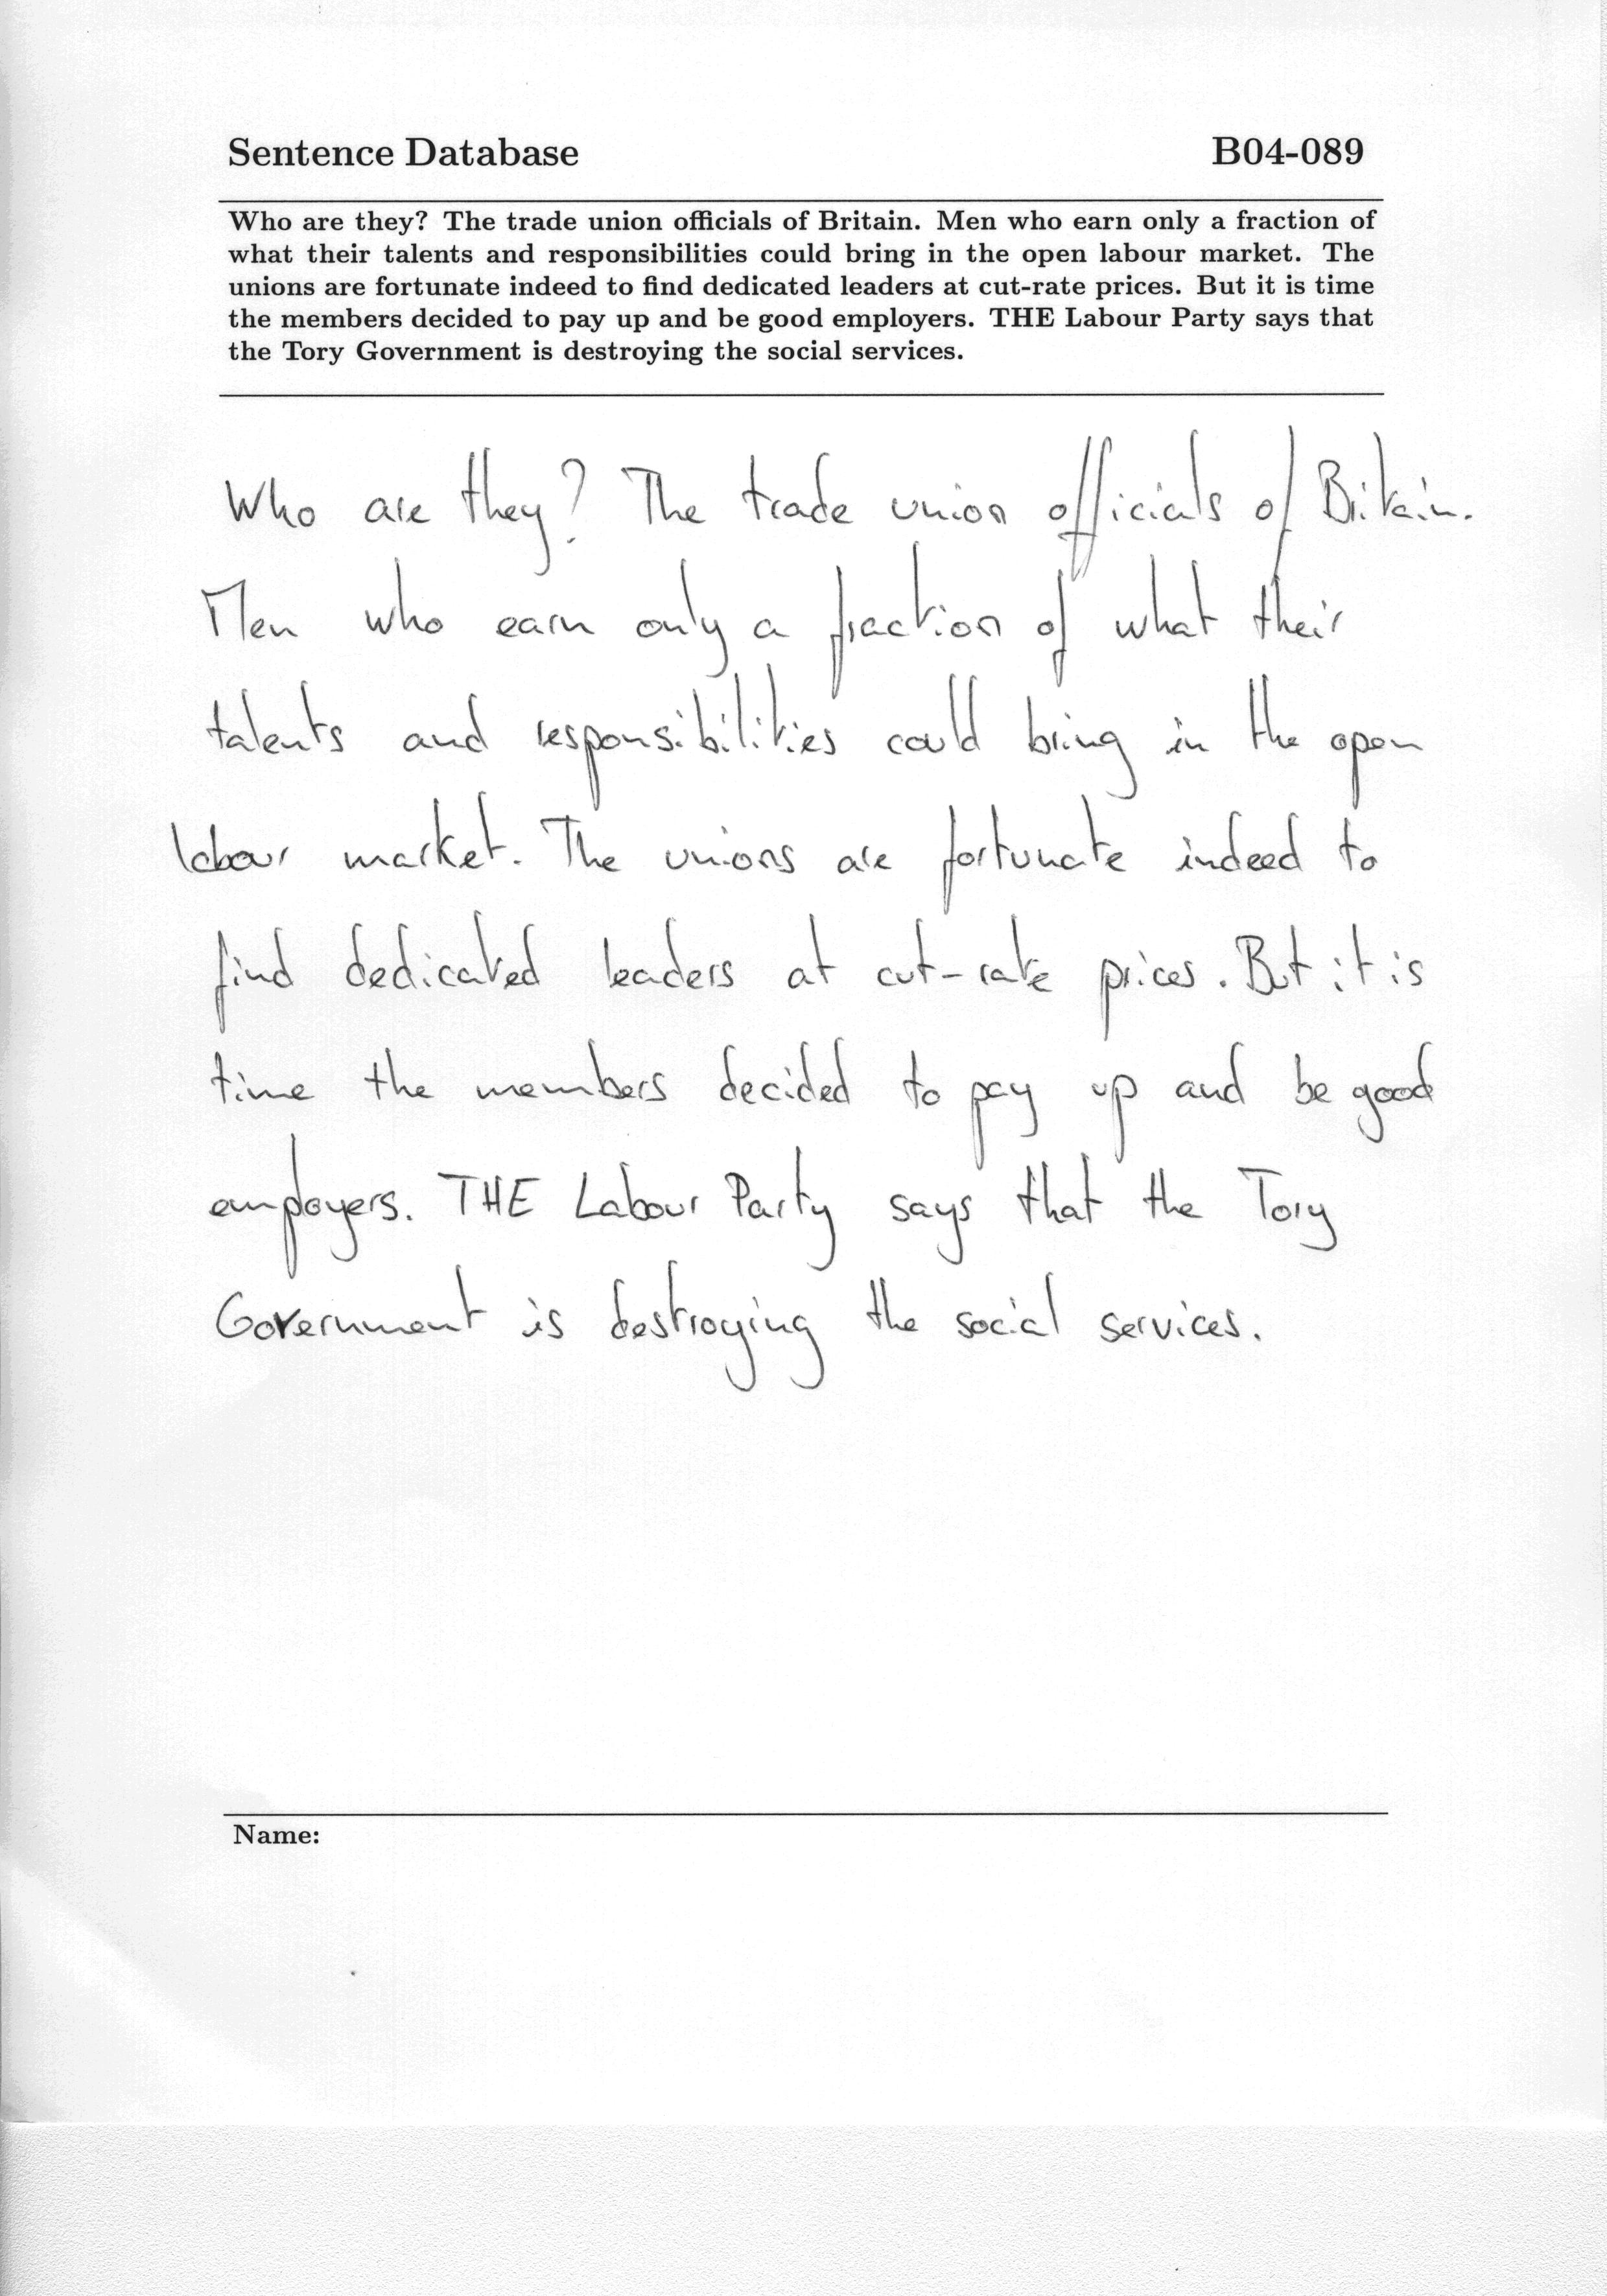 Sentence Database B04-089
Who are they? The trade union officials of Britain. Men who earn only a fraction of
what their talents and responsibilities could bring in the open labour market. The
unions are fortunate indeed to find dedicated leaders at cut-rate prices. But it is time
the members decided to pay up and be good employers. THE Labour Party says that
the Tory Government is destroying the social services.
Who are they? The trade union officials of Britain.
Men who earn only a fraction of what their
talents and responsibilities could bring in the open
labour market. The unions are fortunate indeed to
find dedicated leaders at cut-rate prices. But it is
time the members decided to pay up and be good
employers. THE Labour Party says that the Tory
Government is destroying the social services.
Name: